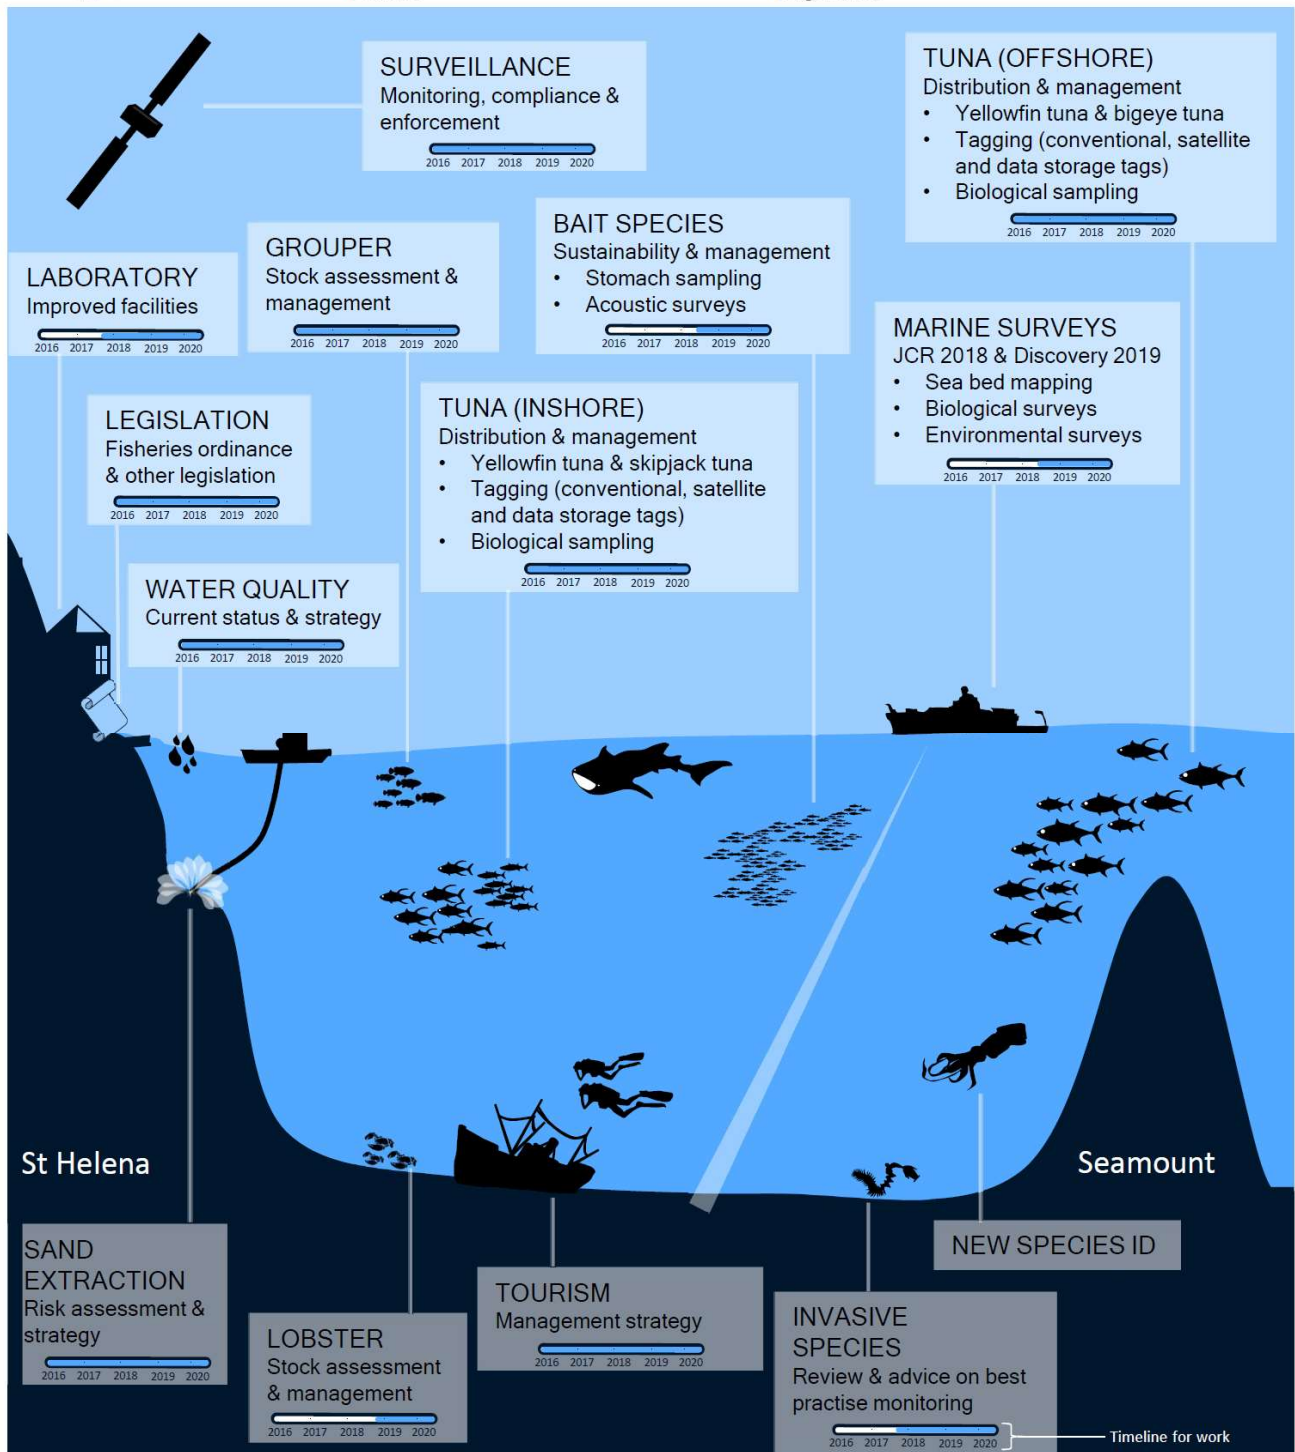 SURVEILLANCE
Monitoring, compliance &
enforcement
2016 2017 2018 2019 2020
TUNA (OFFSHORE)
Distribution & management
• Yellowfin tuna & bigeye tuna
• Tagging (conventional, satellite
and data storage tags)
• Biological sampling
2016 2017 2018 2019 2020
BAIT SPECIES
Sustainability & management
• Stomach sampling
• Acoustic surveys
2016 2017 2018 2019 2020
GROUPER
Stock assessment &
management
2016 2017 2018 2019 2020
LABORATORY
Improved facilities
2016 2017 2018 2019 2020
MARINE SURVEYS
JCR 2018 & Discovery 2019
• Sea bed mapping
• Biological surveys
• Environmental surveys
2016 2017 2018 2019 2020
LEGISLATION
Fisheries ordinance
& other legislation
2016 2017 2018 2019 2020
TUNA (INSHORE)
Distribution & management
• Yellowfin tuna & skipjack tuna
• Tagging (conventional, satellite
and data storage tags)
• Biological sampling
2016 2017 2018 2019 2020
WATER QUALITY
Current status & strategy
2016 2017 2018 2019 2020
St Helena
Seamount
SAND
EXTRACTION
Risk assessment &
strategy
2016 2017 2018 2019 2020
LOBSTER
Stock assessment
& management
2016 2017 2018 2019 2020
TOURISM
Management strategy
2016 2017 2018 2019 2020
NEW SPECIES ID
INVASIVE
SPECIES
Review & advice on best
practise monitoring
2016 2017 2018 2019 2020
Timeline for work